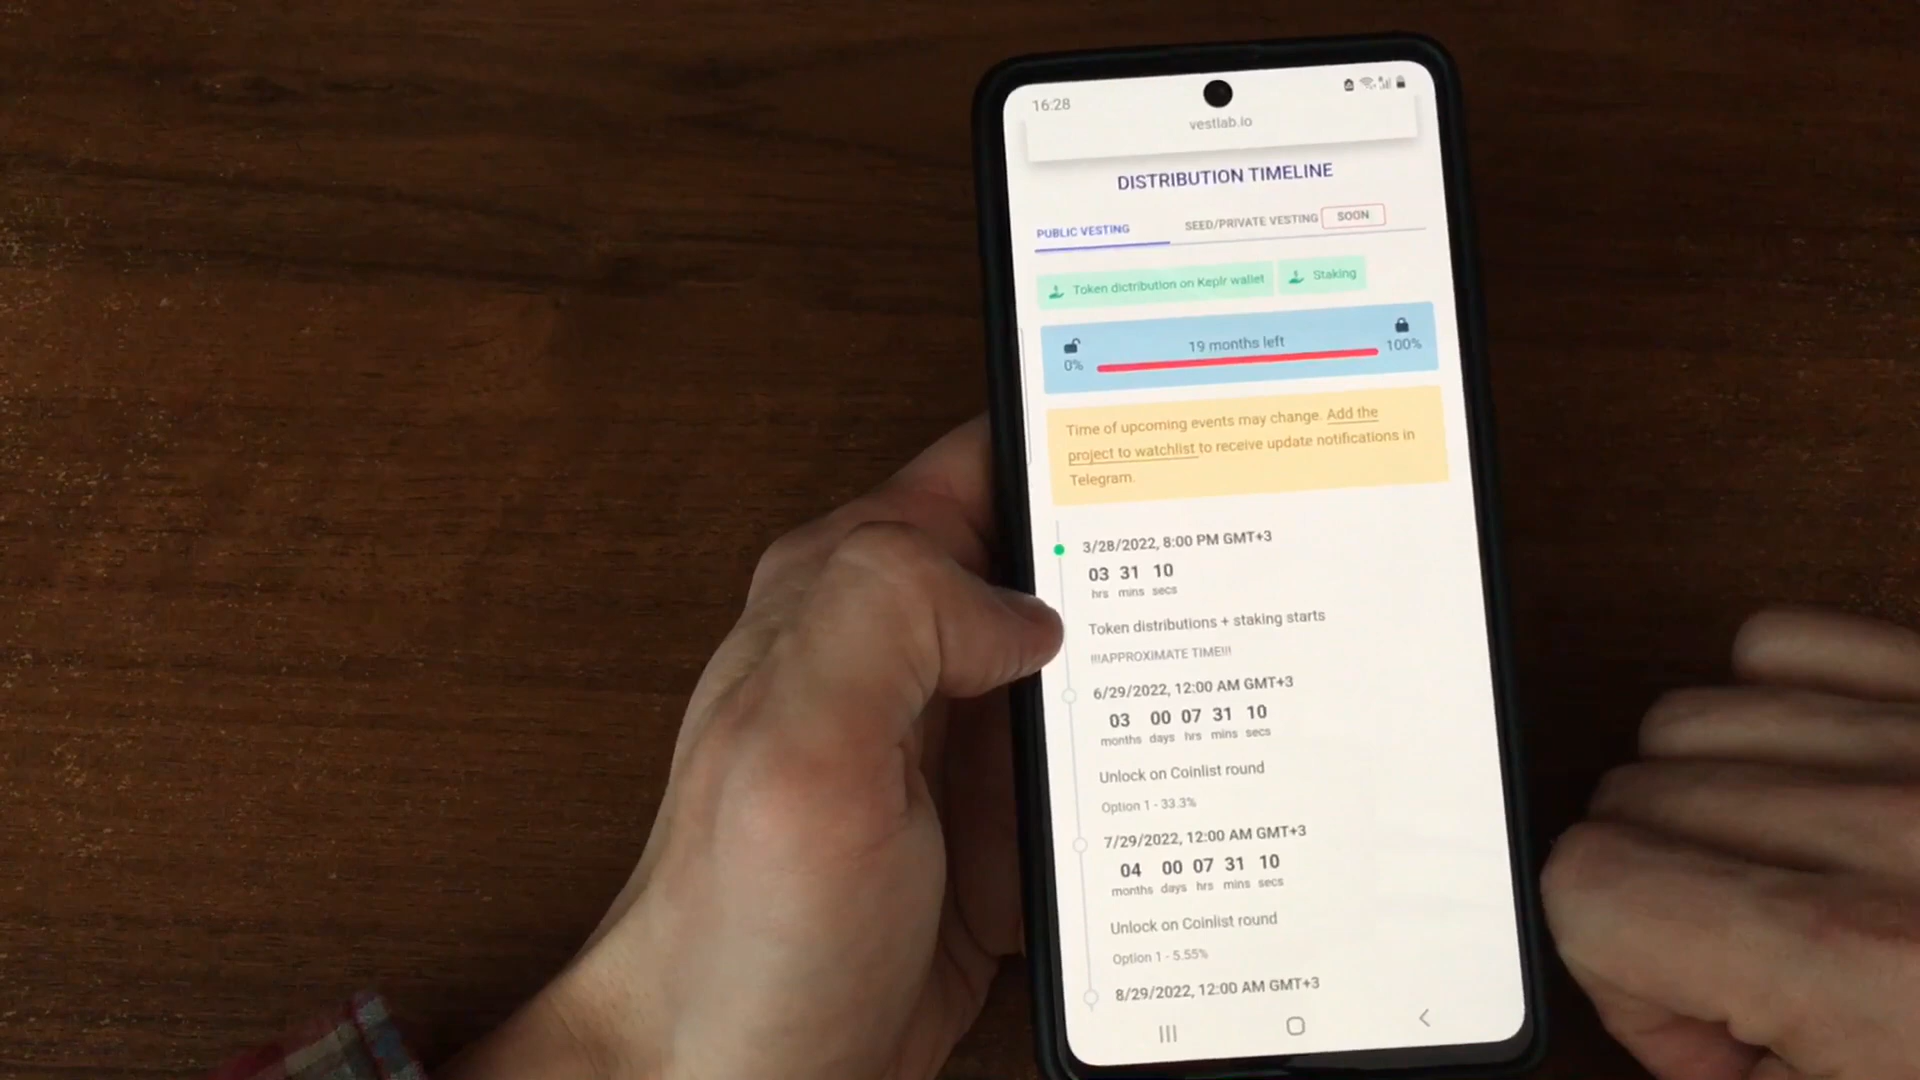 16:28
vestlab.io
DISTRIBUTION TIMELINE
PUBLIC VESTING
SEED/PRIVATE VESTING SOON
Token dictribution on Keplr wallet
Staking
19 months left
0%
100%
Time of upcoming events may change. Add the
project to watchlist to receive update notifications in
Telegram.
3/28/2022, 8:00 PM GMT+3
03 31 10
hrs mins secs
Token distributions + staking starts
!!!APPROXIMATE TIME!!!
6/29/2022, 12:00 AM GMT+3
03 00 07 31 10
months days hrs mins secs
Unlock on Coinlist round
Option 1 - 33.3%
7/29/2022, 12:00 AM GMT+3
04 00 07 31 10
months days hrs mins secs
Unlock on Coinlist round
Option 1 - 5.55%
8/29/2022, 12:00 AM GMT+3